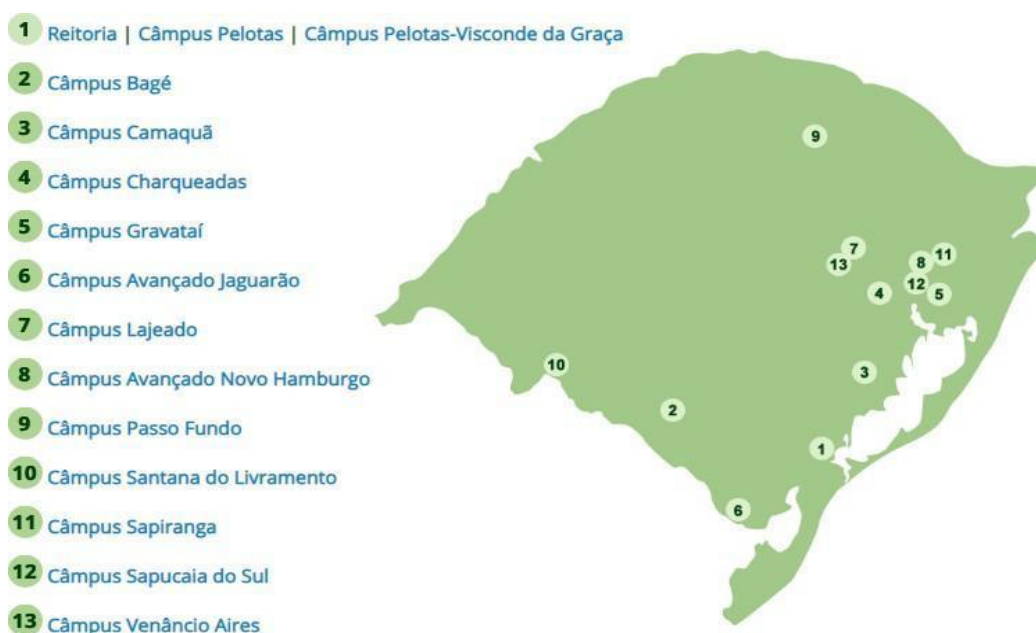 1 Reitoria | Câmpus Pelotas | Câmpus Pelotas-Visconde da Graça
2 Câmpus Bagé
3 Câmpus Camaquã
4 Câmpus Charqueadas
5 Câmpus Gravataí
6 Câmpus Avançado Jaguarão
7 Câmpus Lajeado
8 Câmpus Avançado Novo Hamburgo
9 Câmpus Passo Fundo
10 Câmpus Santana do Livramento
11 Câmpus Sapiranga
12 Câmpus Sapucaia do Sul
13 Câmpus Venâncio Aires
9
7
11
8
13
12
4
5
10
3
2
1
6